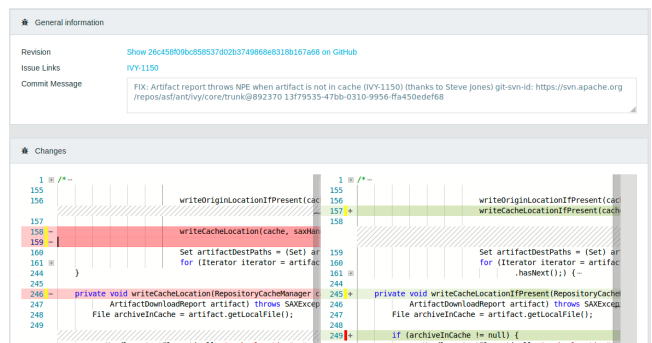 General information
Revision
Show 26c458f09bc858537d02b3749868e8318b167a68 on GitHub
Issue Links
IVY-1150
Commit Message
FIX: Artifact report throws NPE when artifact is not in cache (IVY-1150) (thanks to Steve Jones) git-svn-id: https://svn.apache.org
/repos/asf/ant/ivy/core/trunk@892370 13f79535-47bb-0310-9956-ffa450edef68
Changes
1 /*
155
156 writeOriginLocationIfPresent(cac
157
158 - writeCacheLocation(cache, saxHan
159 -
160 Set artifactDestPaths = (Set) ar
161 for (Iterator iterator = artifac
244 }
245
246 - private void writeCacheLocation(RepositoryCacheManager c
247 ArtifactDownloadReport artifact) throws SAXExcep
248 File archiveInCache = artifact.getLocalFile();
249
1 /*
155
156 writeOriginLocationIfPresent(cac
157 + writeCacheLocationIfPresent(cach
158
159 Set artifactDestPaths = (Set) ar
160 for (Iterator iterator = artifac
161 .hasNext();) {
244 }
245 + private void writeCacheLocationIfPresent(RepositoryCacheM
246 ArtifactDownloadReport artifact) throws SAXExcep
247 File archiveInCache = artifact.getLocalFile();
248
249 + if (archiveInCache != null) {